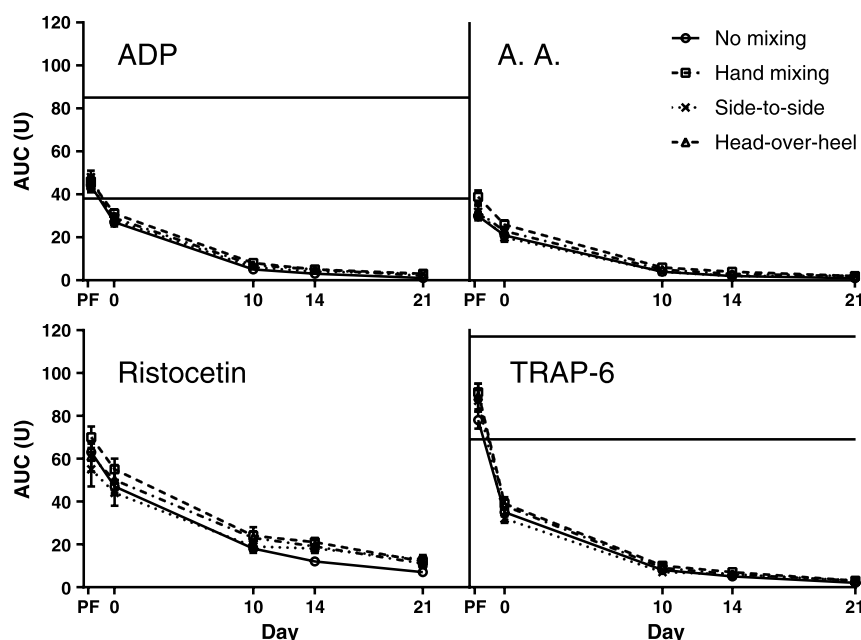 ADP
A. A.
No mixing
Hand mixing
Side-to-side
Head-over-heel
AUC (U)
120
100
80
60
40
20
0
PF 0 10 14 21
PF 0 10 14 21
Ristocetin
TRAP-6
AUC (U)
120
100
80
60
40
20
0
PF 0 10 14 21
PF 0 10 14 21
Day
Day